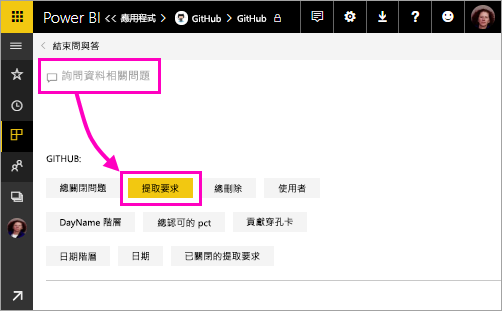 Power BI << 應用程式 > GitHub > GitHub
< 結束問與答
詢問資料相關問題
GITHUB:
總關閉問題 提取要求 總刪除 使用者
DayName 階層 總認可的 pct 貢獻穿孔卡
日期階層 日期 已關閉的提取要求